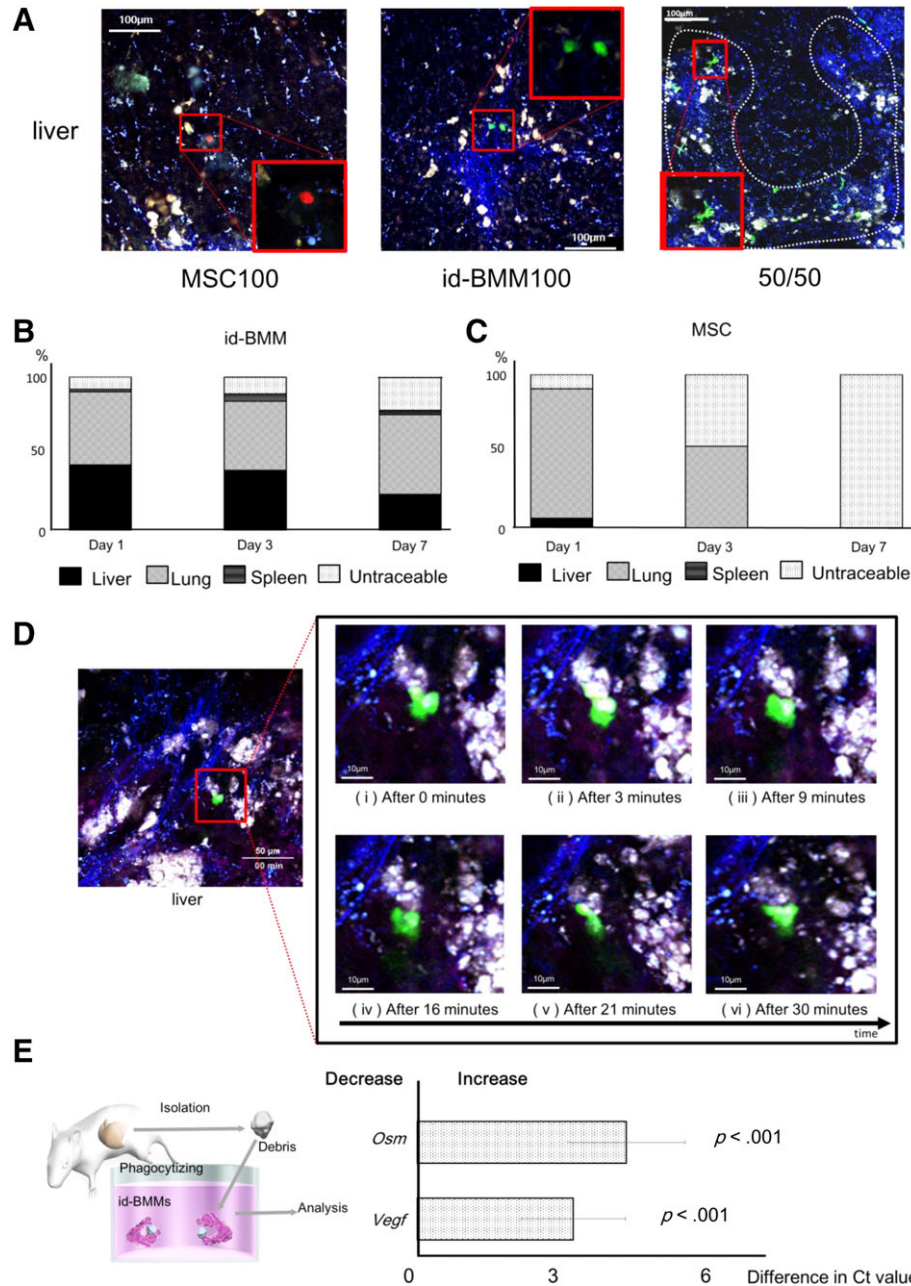 A
100µm
100µm
100µm
liver
MSC100
id-BMM100
50/50
B
id-BMM
%
100
50
0
Day 1
Day 3
Day 7
Liver
Lung
Spleen
Untraceable
C
MSC
%
100
50
0
Day 1
Day 3
Day 7
Liver
Lung
Spleen
Untraceable
D
50 µm
00 min
liver
10µm
10µm
10µm
( i ) After 0 minutes
( ii ) After 3 minutes
( iii ) After 9 minutes
10µm
10µm
10µm
( iv ) After 16 minutes
( v ) After 21 minutes
( vi ) After 30 minutes
time
E
Isolation
Debris
Phagocytizing
id-BMMs
Analysis
Decrease
Increase
Osm
p < .001
Vegf
p < .001
0
3
6
Difference in Ct value